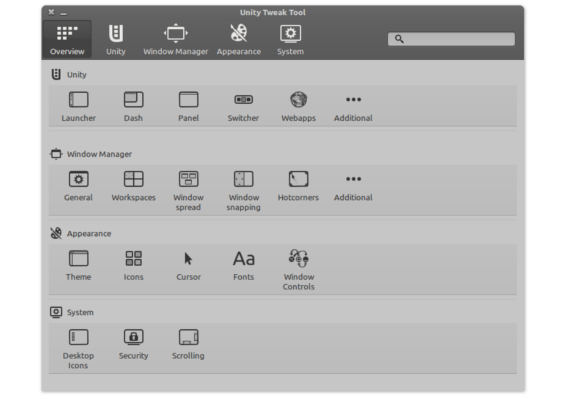 Unity Tweak Tool
Overview Unity Window Manager Appearance System
Unity
Launcher Dash Panel Switcher Webapps Additional
Window Manager
General Workspaces Window spread Window snapping Hotcorners Additional
Appearance
Theme Icons Cursor Fonts Window Controls
System
Desktop Icons Security Scrolling